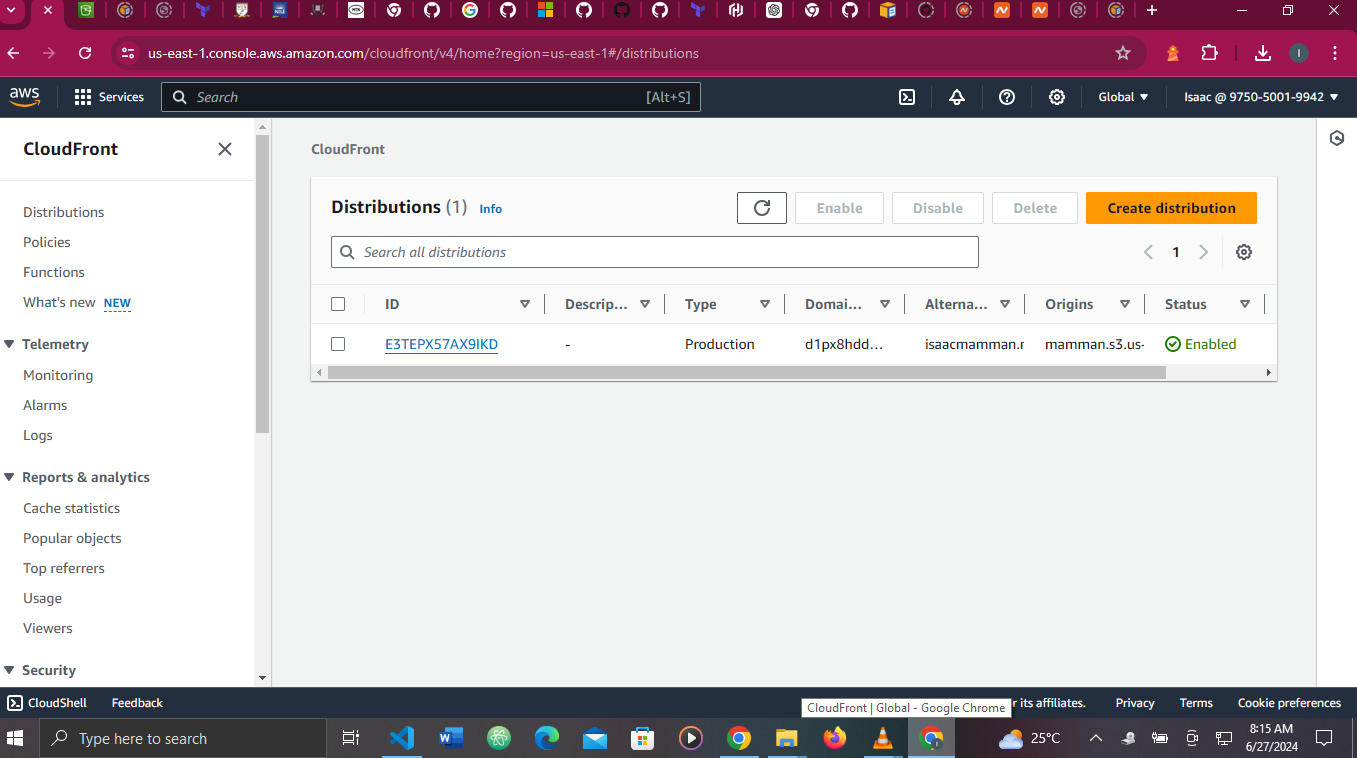 us-east-1.console.aws.amazon.com/cloudfront/v4/home?region=us-east-1#/distributions
I
aws
Services
Search
[Alt+S]
Global
Isaac @ 9750-5001-9942
CloudFront
Distributions
Policies
Functions
What's new NEW
Telemetry
Monitoring
Alarms
Logs
Reports & analytics
Cache statistics
Popular objects
Top referrers
Usage
Viewers
Security
CloudFront
Distributions (1) Info
Enable
Disable
Delete
Create distribution
Search all distributions
1
ID
Descrip...
Type
Domai...
Alterna...
Origins
Status
E3TEPX57AX9IKD
-
Production
d1px8hdd...
isaacmamman.r
mamman.s3.us-
Enabled
CloudShell
Feedback
CloudFront | Global - Google Chrome
r its affiliates.
Privacy
Terms
Cookie preferences
Type here to search
25°C
8:15 AM
6/27/2024